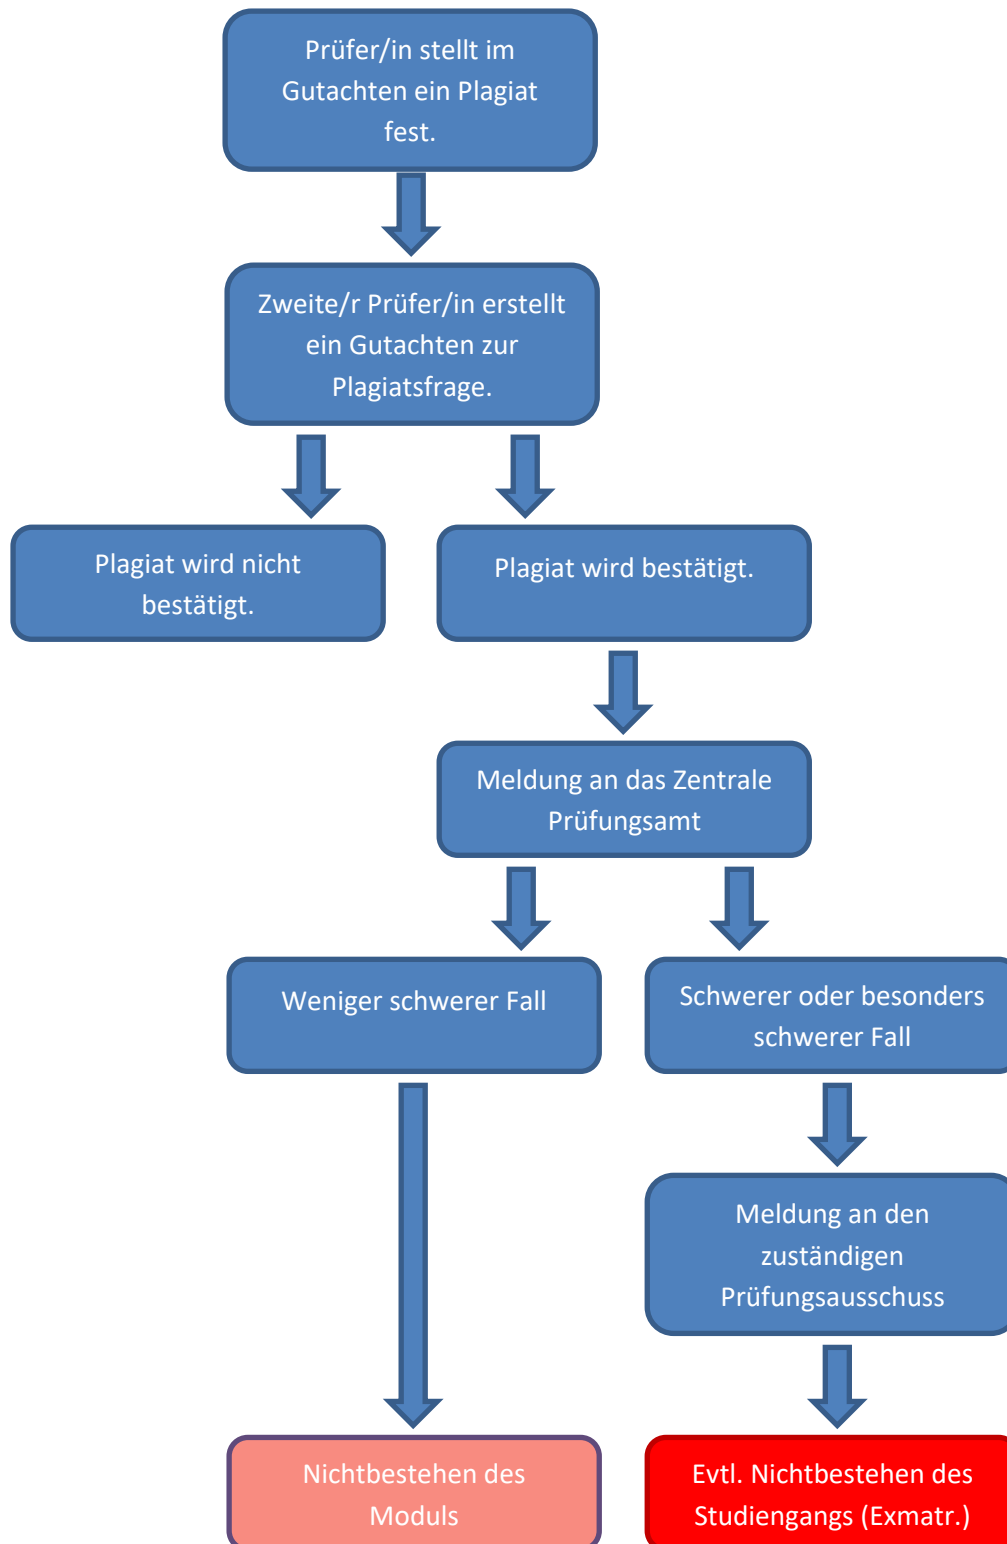 Prüfer/in stellt im
Gutachten ein Plagiat
fest.
Zweite/r Prüfer/in erstellt
ein Gutachten zur
Plagiatsfrage.
Plagiat wird nicht
bestätigt.
Plagiat wird bestätigt.
Meldung an das Zentrale
Prüfungsamt
Weniger schwerer Fall
Schwerer oder besonders
schwerer Fall
Meldung an den
zuständigen
Prüfungsausschuss
Nichtbestehen des
Moduls
Evtl. Nichtbestehen des
Studiengangs (Exmatr.)